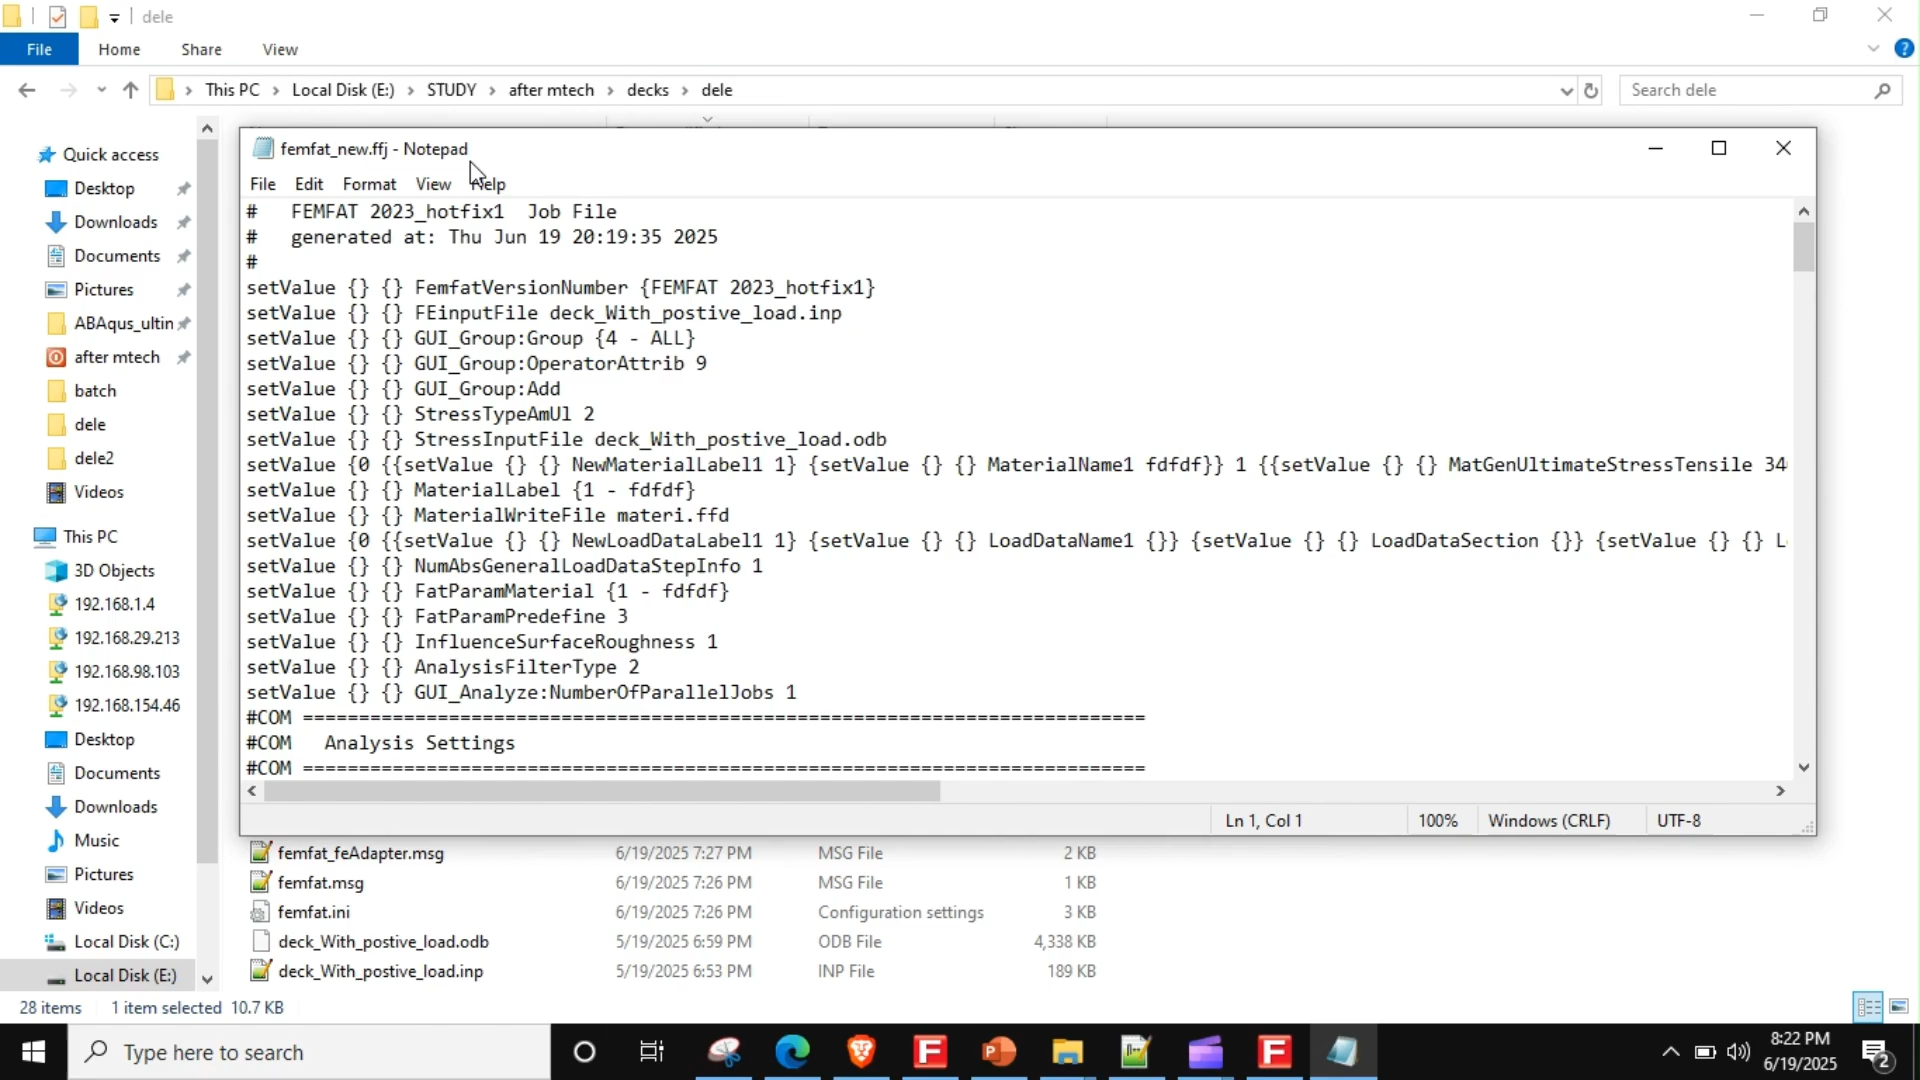 dele
File Home Share View
This PC > Local Disk (E:) > STUDY > after mtech > decks > dele
Search dele
Quick access
Desktop
Downloads
Documents
Pictures
ABAqus_ultin
after mtech
batch
dele
dele2
Videos
This PC
3D Objects
192.168.1.4
192.168.29.213
192.168.98.103
192.168.154.46
Desktop
Documents
Downloads
Music
Pictures
Videos
Local Disk (C:)
Local Disk (E:)
femfat_new.ffj - Notepad
File Edit Format View Help
#   FEMFAT 2023_hotfix1  Job File
#   generated at: Thu Jun 19 20:19:35 2025
#
setValue {} {} FemfatVersionNumber {FEMFAT 2023_hotfix1}
setValue {} {} FEinputFile deck_With_postive_load.inp
setValue {} {} GUI_Group:Group {4 - ALL}
setValue {} {} GUI_Group:OperatorAttrib 9
setValue {} {} GUI_Group:Add
setValue {} {} StressTypeAmUl 2
setValue {} {} StressInputFile deck_With_postive_load.odb
setValue {0 {{setValue {} {} NewMaterialLabel1 1} {setValue {} {} MaterialName1 fdfdf}} 1 {{setValue {} {} MatGenUltimateStressTensile 34
setValue {} {} MaterialLabel {1 - fdfdf}
setValue {} {} MaterialWriteFile materi.ffd
setValue {0 {{setValue {} {} NewLoadDataLabel1 1} {setValue {} {} LoadDataName1 {}} {setValue {} {} LoadDataSection {}} {setValue {} {} L
setValue {} {} NumAbsGeneralLoadDataStepInfo 1
setValue {} {} FatParamMaterial {1 - fdfdf}
setValue {} {} FatParamPredefine 3
setValue {} {} InfluenceSurfaceRoughness 1
setValue {} {} AnalysisFilterType 2
setValue {} {} GUI_Analyze:NumberOfParallelJobs 1
#COM ===========================================================================
#COM   Analysis Settings
#COM ===========================================================================
Ln 1, Col 1 100% Windows (CRLF) UTF-8
femfat_feAdapter.msg 6/19/2025 7:27 PM MSG File 2 KB
femfat.msg 6/19/2025 7:26 PM MSG File 1 KB
femfat.ini 6/19/2025 7:26 PM Configuration settings 3 KB
deck_With_postive_load.odb 5/19/2025 6:59 PM ODB File 4,338 KB
deck_With_postive_load.inp 5/19/2025 6:53 PM INP File 189 KB
28 items 1 item selected 10.7 KB
Type here to search
8:22 PM
6/19/2025
2